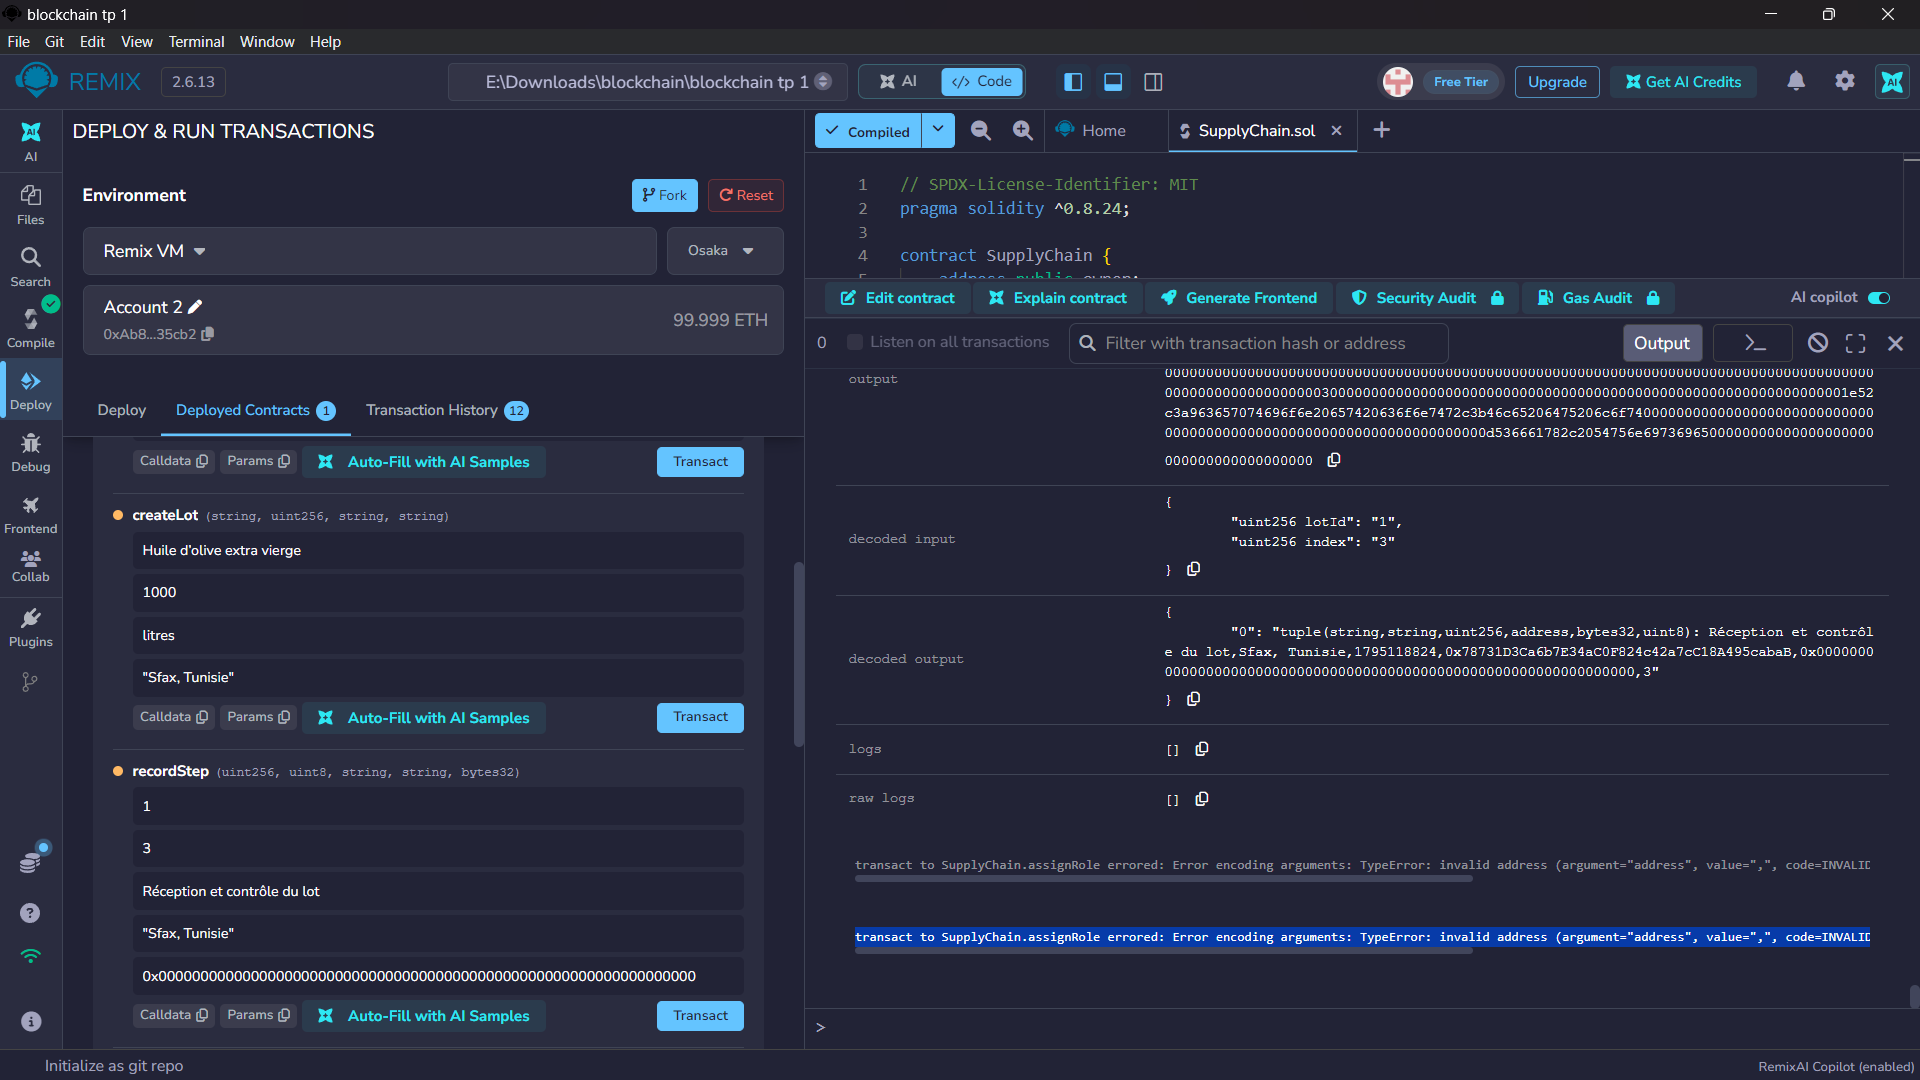 blockchain tp 1
File Git Edit View Terminal Window Help
REMIX 2.6.13 E:\Downloads\blockchain\blockchain tp 1 AI </> Code Free Tier Upgrade Get AI Credits AI
AI
Files
Search
Compile
Deploy
Debug
Frontend
Collab
Plugins
DEPLOY & RUN TRANSACTIONS
Environment Fork Reset
Remix VM Osaka
Account 2
0xAb8...35cb2
99.999 ETH
Deploy Deployed Contracts 1 Transaction History 12
Calldata Params Auto-Fill with AI Samples Transact
createLot (string, uint256, string, string)
Huile d'olive extra vierge
1000
litres
"Sfax, Tunisie"
Calldata Params Auto-Fill with AI Samples Transact
recordStep (uint256, uint8, string, string, bytes32)
1
3
Réception et contrôle du lot
"Sfax, Tunisie"
Calldata Params Auto-Fill with AI Samples Transact
Compiled Home SupplyChain.sol
1 // SPDX-License-Identifier: MIT
2 pragma solidity ^0.8.24;
3
4 contract SupplyChain {
5 address public owner;
Edit contract Explain contract Generate Frontend Security Audit Gas Audit AI copilot
0 Listen on all transactions Filter with transaction hash or address Output >_
output
c3a963657074696f6e20657420636f6e7472c3b46c65206475206c6f74
000000000000000000
decoded input
{
"uint256 lotId": "1",
"uint256 index": "3"
}
decoded output
{
"0": "tuple(string,string,uint256,address,bytes32,uint8): Réception et contrôl
e du lot,Sfax, Tunisie,1795118824,0x78731D3Ca6b7E34aC0F824c42a7cC18A495cabaB,0x0000000
,3"
}
logs []
raw logs []
transact to SupplyChain.assignRole errored: Error encoding arguments: TypeError: invalid address (argument="address", value=",", code=INVALID
transact to SupplyChain.assignRole errored: Error encoding arguments: TypeError: invalid address (argument="address", value=",", code=INVALID
>
Initialize as git repo RemixAI Copilot (enabled)